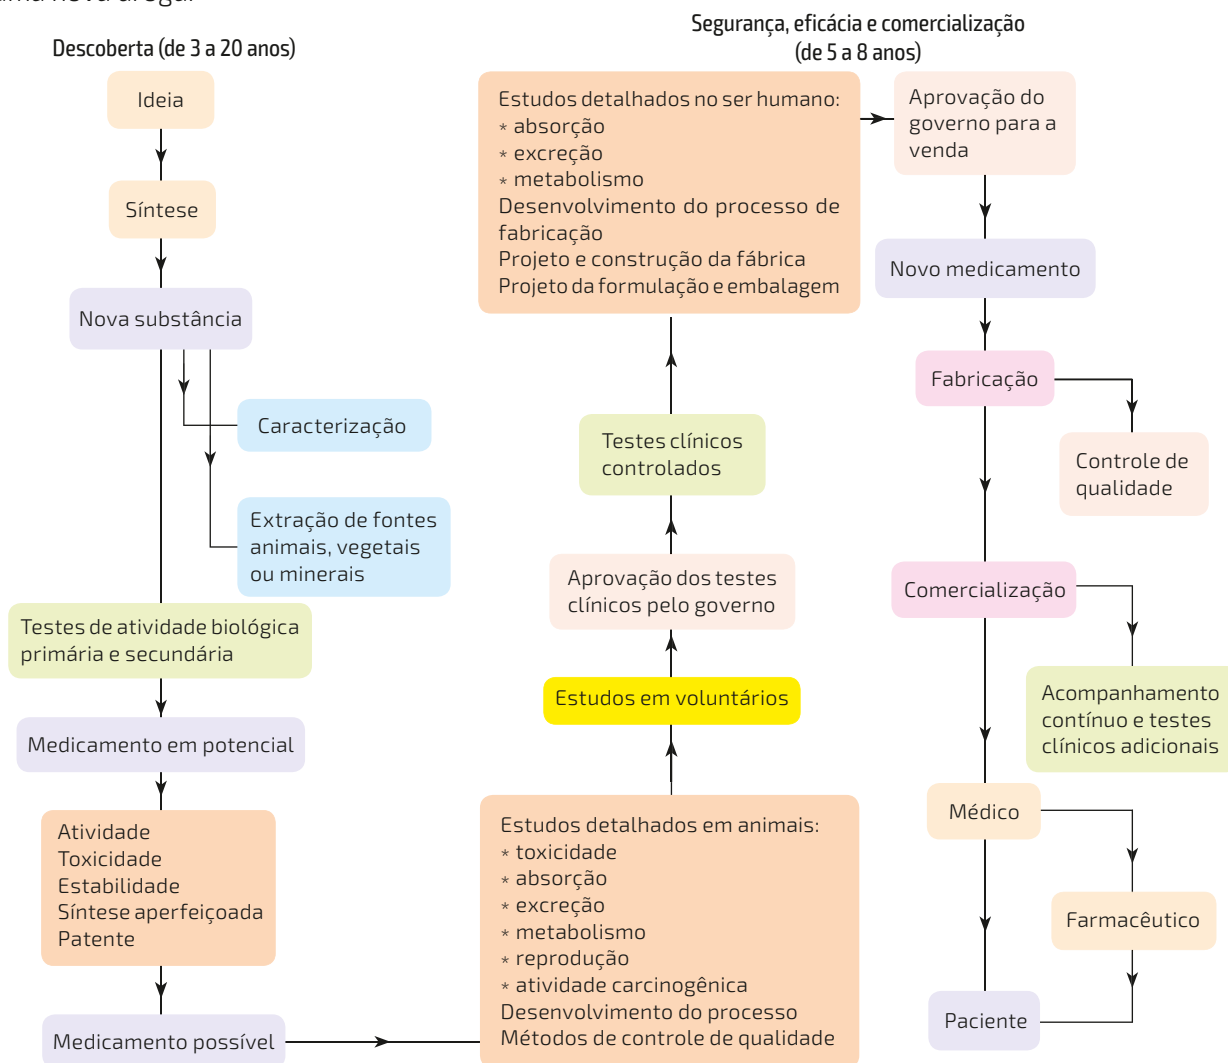 uma nova droga.
Descoberta (de 3 a 20 anos)
Ideia
Síntese
Nova substância
Caracterização
Extração de fontes
animais, vegetais
ou minerais
Testes de atividade biológica
primária e secundária
Medicamento em potencial
Atividade
Toxicidade
Estabilidade
Síntese aperfeiçoada
Patente
Medicamento possível
Segurança, eficácia e comercialização
(de 5 a 8 anos)
Estudos detalhados no ser humano:
* absorção
* excreção
* metabolismo
Desenvolvimento do processo de
fabricação
Projeto e construção da fábrica
Projeto da formulação e embalagem
Testes clínicos
controlados
Aprovação dos testes
clínicos pelo governo
Estudos em voluntários
Estudos detalhados em animais:
* toxicidade
* absorção
* excreção
* metabolismo
* reprodução
* atividade carcinogênica
Desenvolvimento do processo
Métodos de controle de qualidade
Aprovação do
governo para a
venda
Novo medicamento
Fabricação
Controle de
qualidade
Comercialização
Acompanhamento
contínuo e testes
clínicos adicionais
Médico
Farmacêutico
Paciente